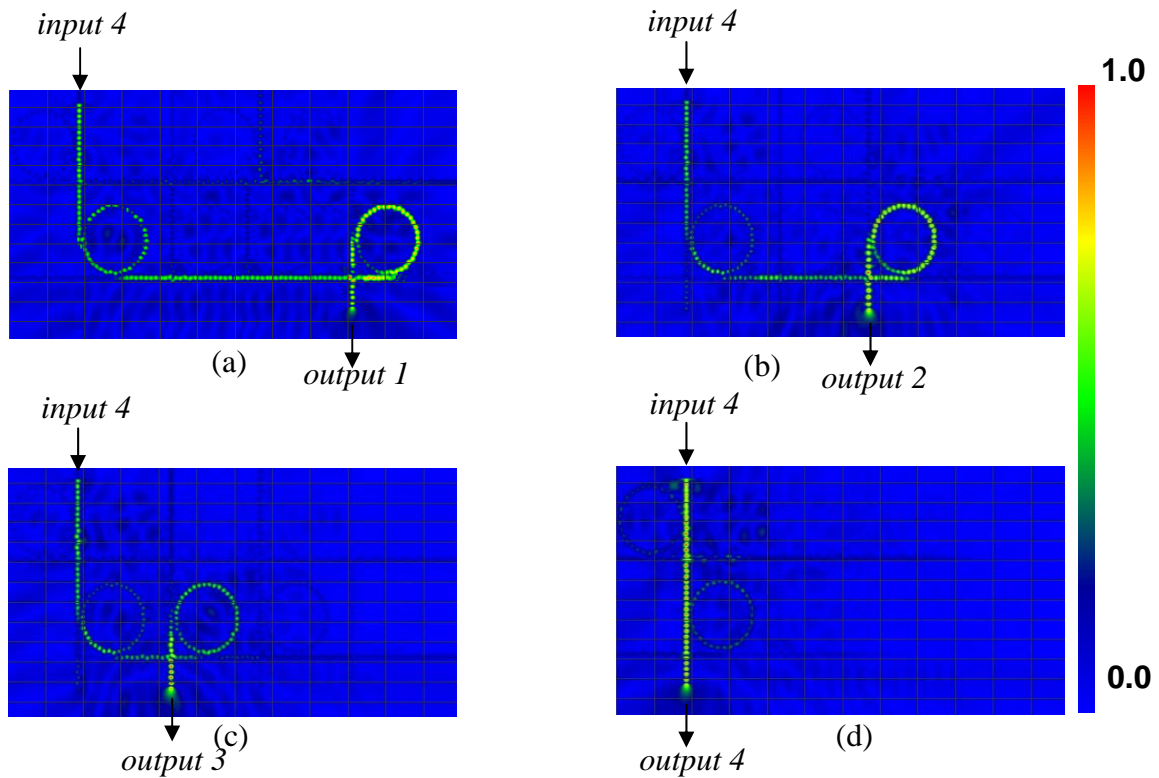 input 4
input 4
1.0
(a)
output 1
(b)
output 2
input 4
input 4
0.0
(c)
output 3
(d)
output 4